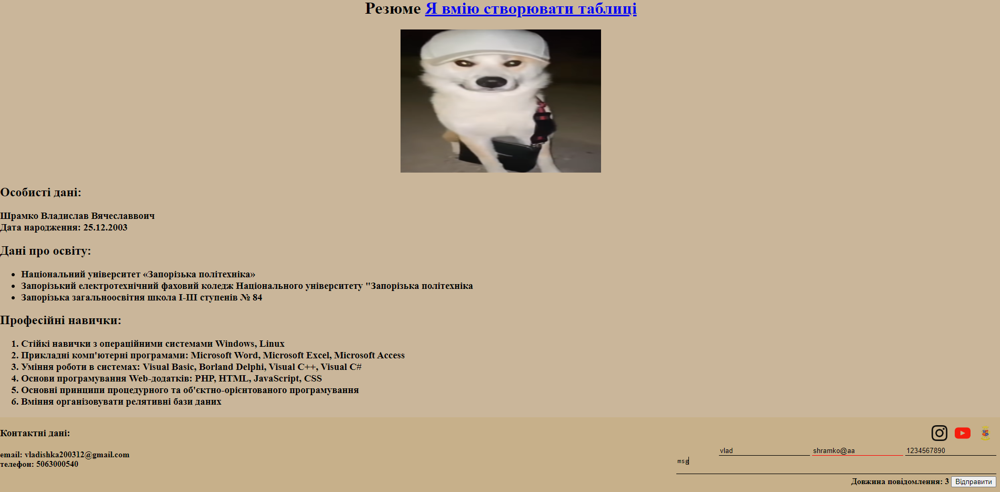 Резюме Я вмію створювати таблиці
Особисті дані:
Шрамко Владислав Вячеславвоич
Дата народження: 25.12.2003
Дані про освіту:
• Національний університет «Запорізька політехніка»
• Запорізький електротехнічний фаховий коледж Національного університету "Запорізька політехніка
• Запорізька загальноосвітня школа І-ІІІ ступенів № 84
Професійні навички:
1. Стійкі навички з операційними системами Windows, Linux
2. Прикладні комп'ютерні програмами: Microsoft Word, Microsoft Excel, Microsoft Access
3. Уміння роботи в системах: Visual Basic, Borland Delphi, Visual C++, Visual C#
4. Основи програмування Web-додатків: PHP, HTML, JavaScript, CSS
5. Основні принципи процедурного та об'єктно-орієнтованого програмування
6. Вміння організовувати релятивні бази даних
Контактні дані:
email: vladishka200312@gmail.com
телефон: 5063000540
vlad shramko@aa 1234567890
msg
Довжина повідомлення: 3 Відправити